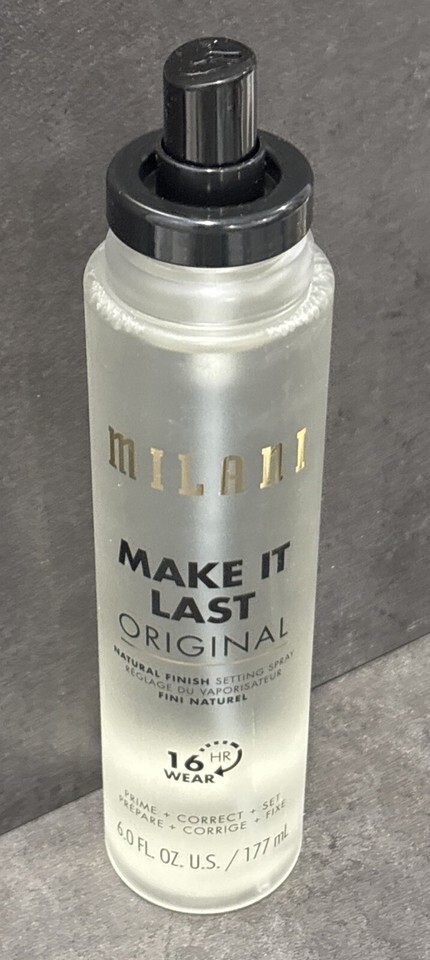 MILANI
MAKE IT
LAST
ORIGINAL
NATURAL FINISH SETTING SPRAY
RÉGLAGE DU VAPORISATEUR
FINI NATUREL
16 HR
WEAR
PRIME + CORRECT + SET
PRÉPARE + CORRIGE + FIXE
6.0 FL. OZ. U.S. / 177 mL